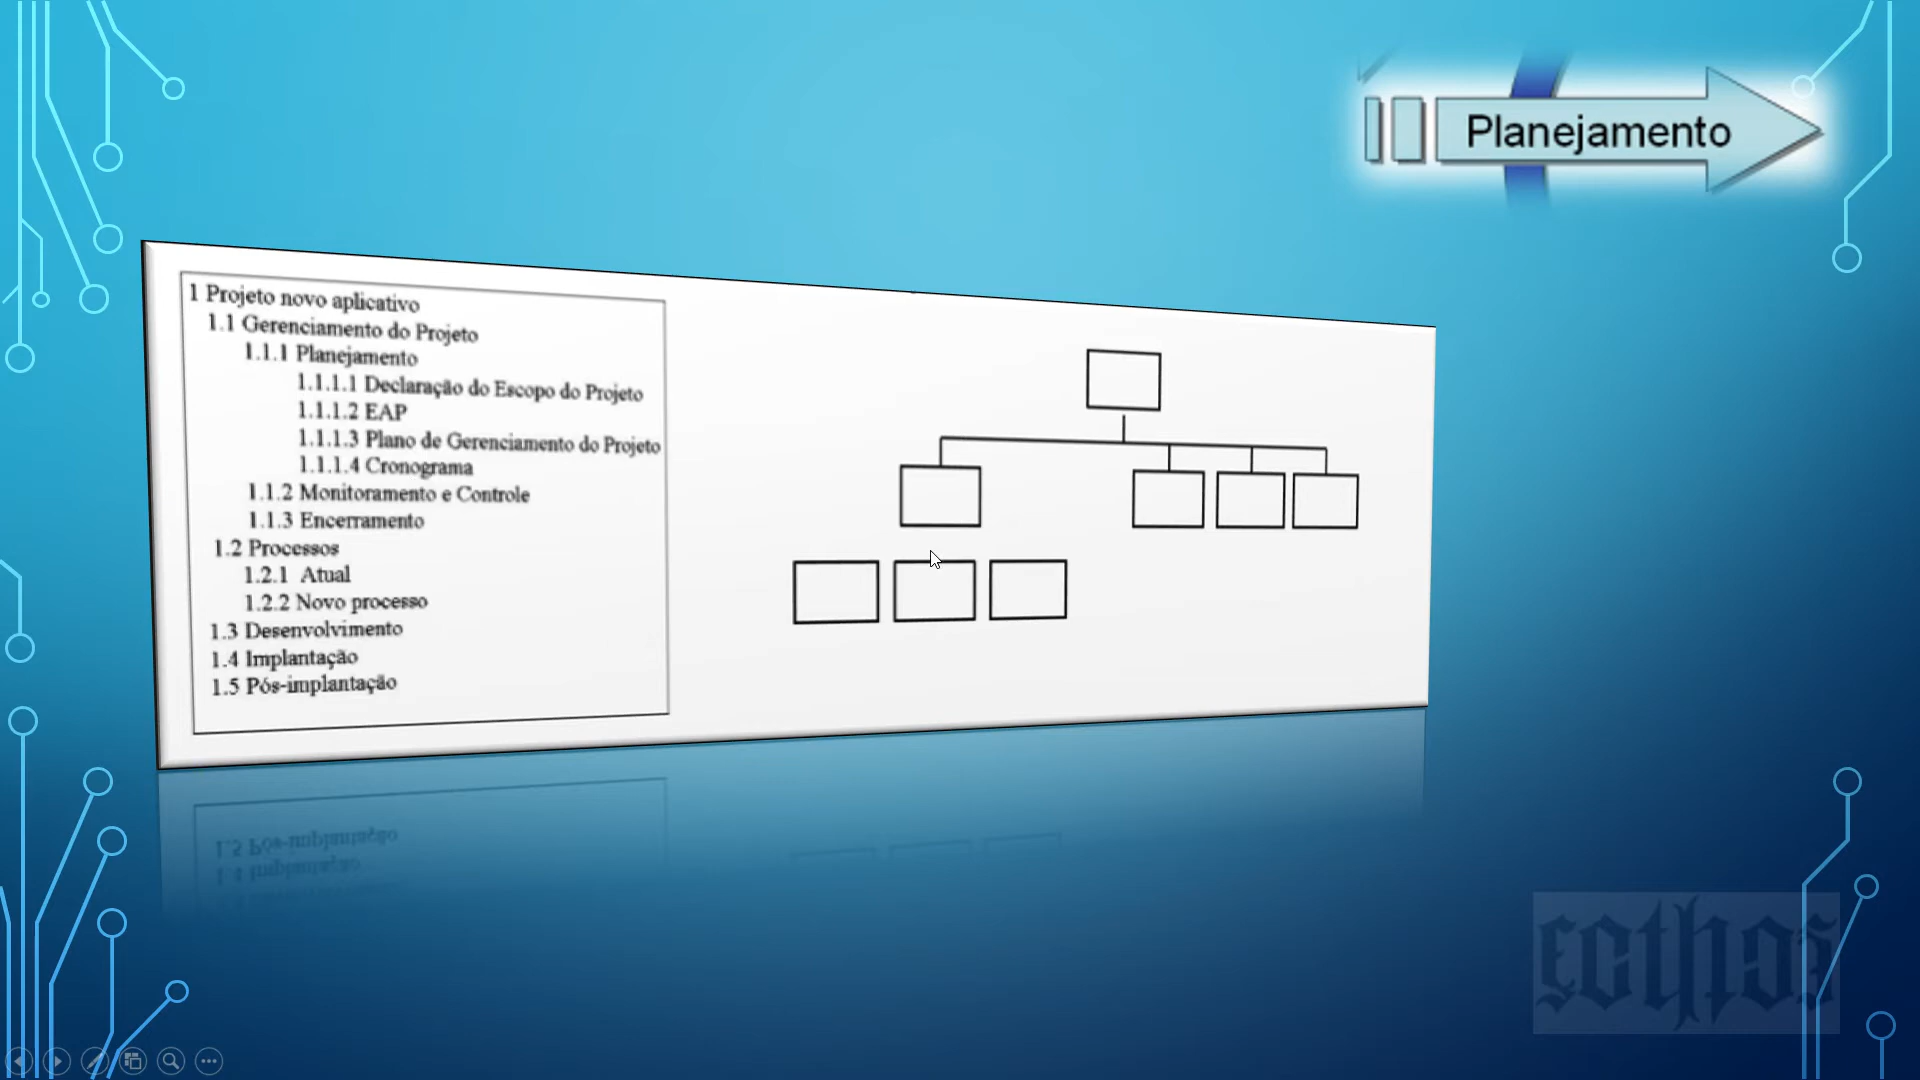 Planejamento
1 Projeto novo aplicativo
1.1 Gerenciamento do Projeto
1.1.1 Planejamento
1.1.1.1 Declaração do Escopo do Projeto
1.1.1.2 EAP
1.1.1.3 Plano de Gerenciamento do Projeto
1.1.1.4 Cronograma
1.1.2 Monitoramento e Controle
1.1.3 Encerramento
1.2 Processos
1.2.1 Atual
1.2.2 Novo processo
1.3 Desenvolvimento
1.4 Implantação
1.5 Pós-implantação